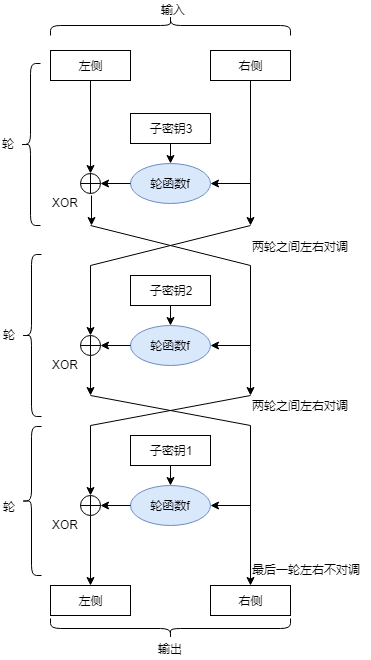 输入
左侧
右侧
子密钥3
轮
轮函数f
XOR
两轮之间左右对调
子密钥2
轮
轮函数f
XOR
两轮之间左右对调
子密钥1
轮
轮函数f
XOR
最后一轮左右不对调
左侧
右侧
输出